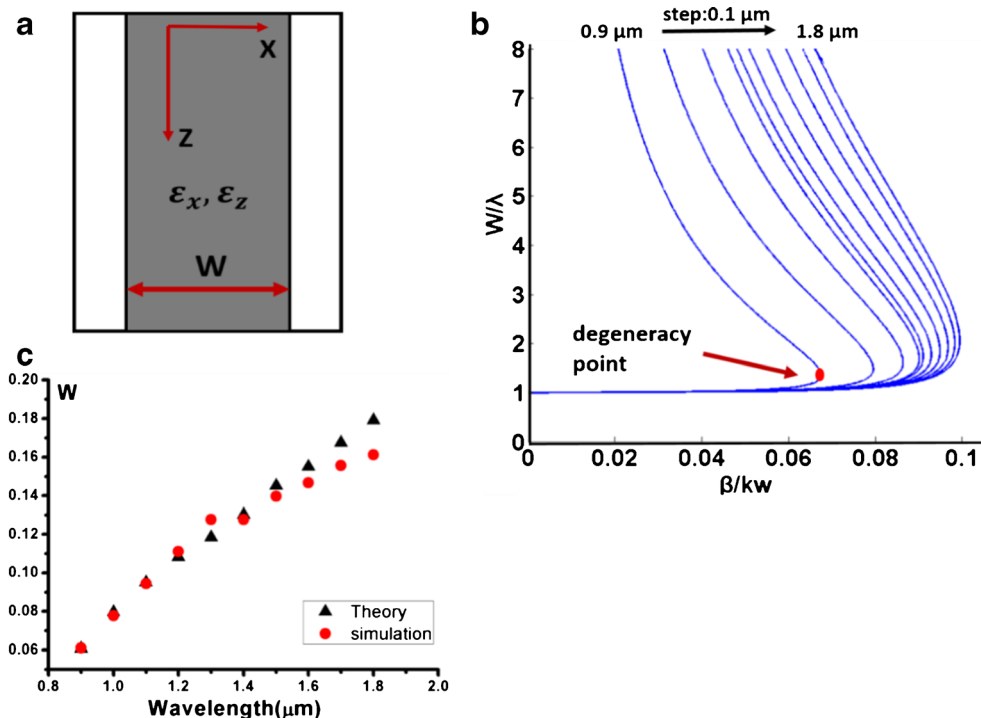 a
X
Z
εx, εz
W
b
step:0.1 μm
0.9 μm
1.8 μm
8
7
6
5
4
3
2
1
0
W/λ
degeneracy
point
0
0.02
0.04
0.06
0.08
0.1
β/kw
c
W
0.20
0.18
0.16
0.14
0.12
0.10
0.08
0.06
Theory
simulation
0.8
1.0
1.2
1.4
1.6
1.8
2.0
Wavelength(μm)